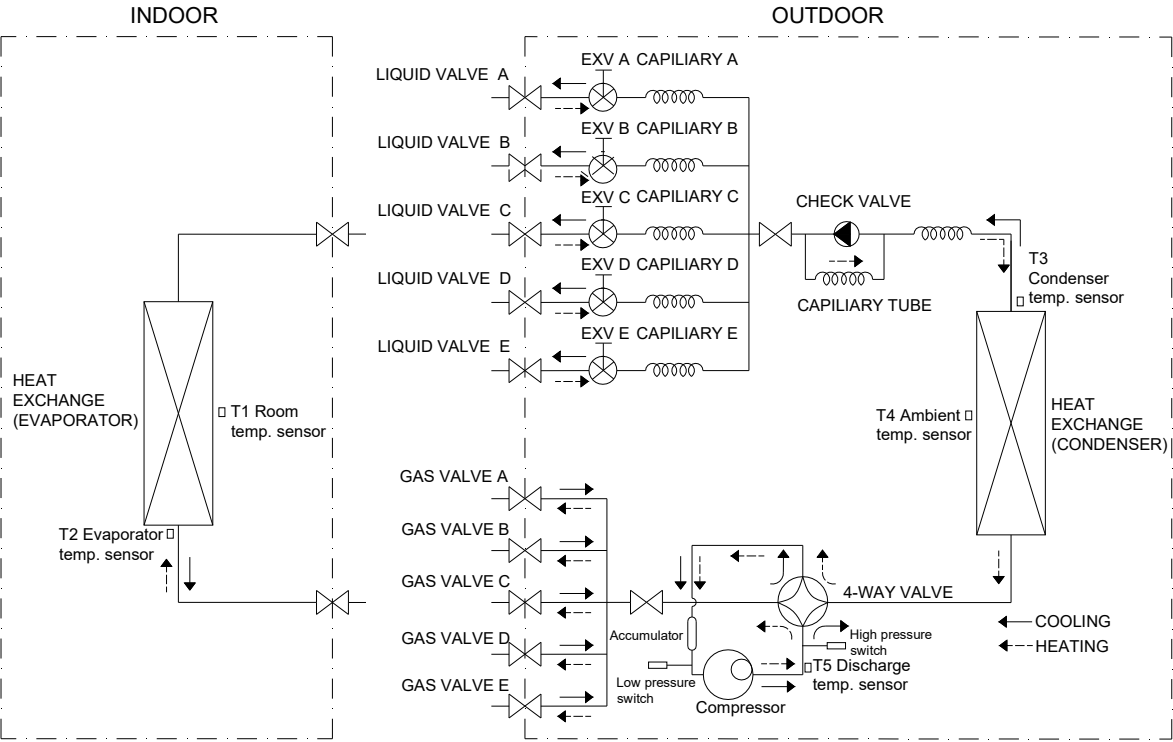 INDOOR
OUTDOOR
EXV A CAPILIARY A
LIQUID VALVE A
EXV B CAPILIARY B
LIQUID VALVE B
EXV C CAPILIARY C
LIQUID VALVE C
CHECK VALVE
EXV D CAPILIARY D
LIQUID VALVE D
T3
Condenser
temp. sensor
CAPILIARY TUBE
EXV E CAPILIARY E
LIQUID VALVE E
HEAT
EXCHANGE
(EVAPORATOR)
T1 Room
temp. sensor
T4 Ambient
temp. sensor
HEAT
EXCHANGE
(CONDENSER)
GAS VALVE A
T2 Evaporator
temp. sensor
GAS VALVE B
GAS VALVE C
4-WAY VALVE
COOLING
HEATING
GAS VALVE D
Accumulator
High pressure
switch
T5 Discharge
temp. sensor
GAS VALVE E
Low pressure
switch
Compressor